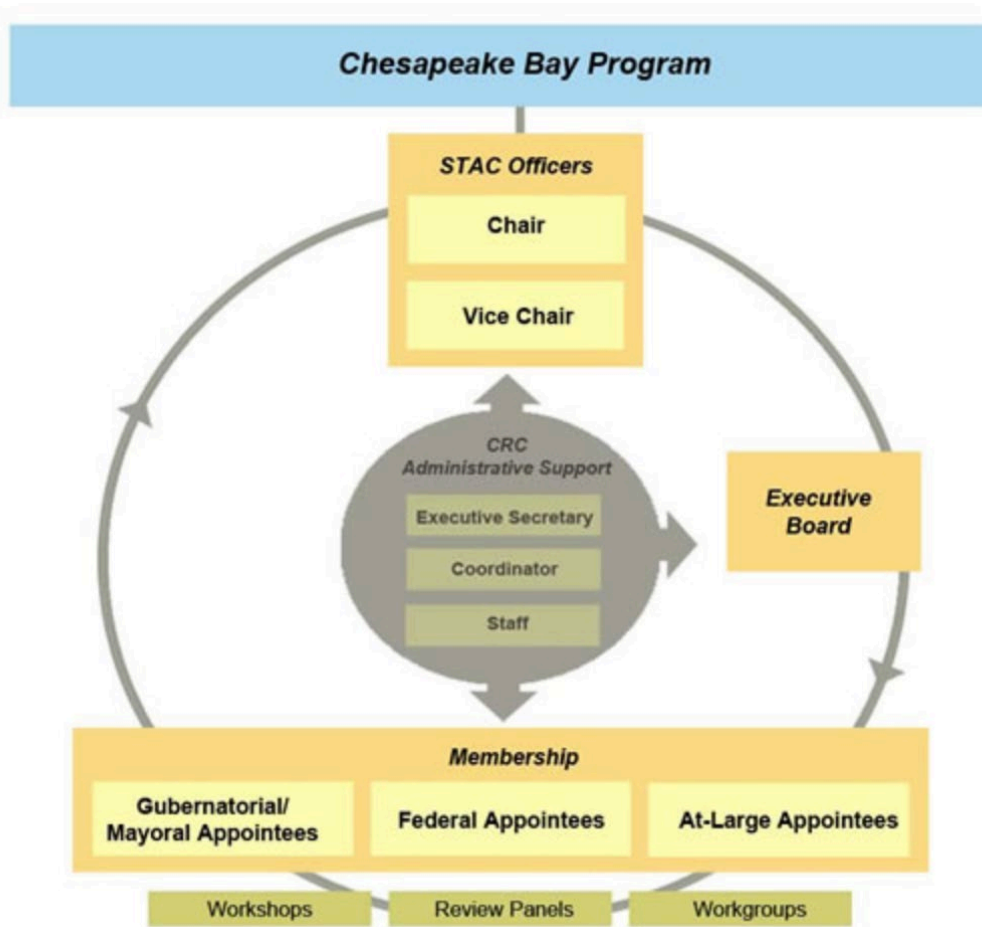 Chesapeake Bay Program
STAC Officers
Chair
Vice Chair
CRC
Administrative Support
Executive Secretary
Coordinator
Staff
Executive
Board
Membership
Gubernatorial/
Mayoral Appointees
Federal Appointees
At-Large Appointees
Workshops
Review Panels
Workgroups